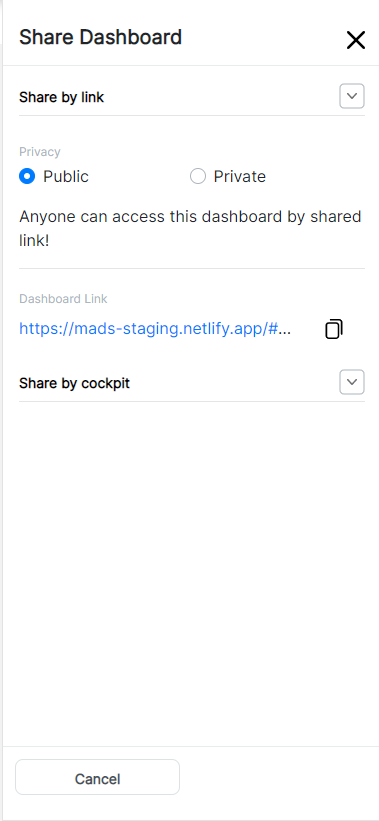 Share Dashboard
Share by link
Privacy
Public
Private
Anyone can access this dashboard by shared
link!
Dashboard Link
https://mads-staging.netlify.app/#...
Share by cockpit
Cancel